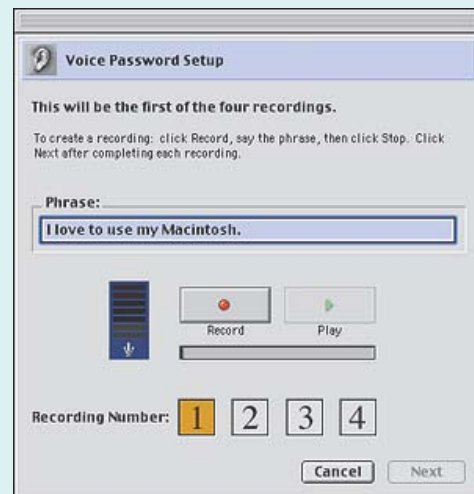 Voice Password Setup
This will be the first of the four recordings.
To create a recording: click Record, say the phrase, then click Stop. Click
Next after completing each recording.
Phrase:
I love to use my Macintosh.
Record Play
Recording Number: 1 2 3 4
Cancel Next